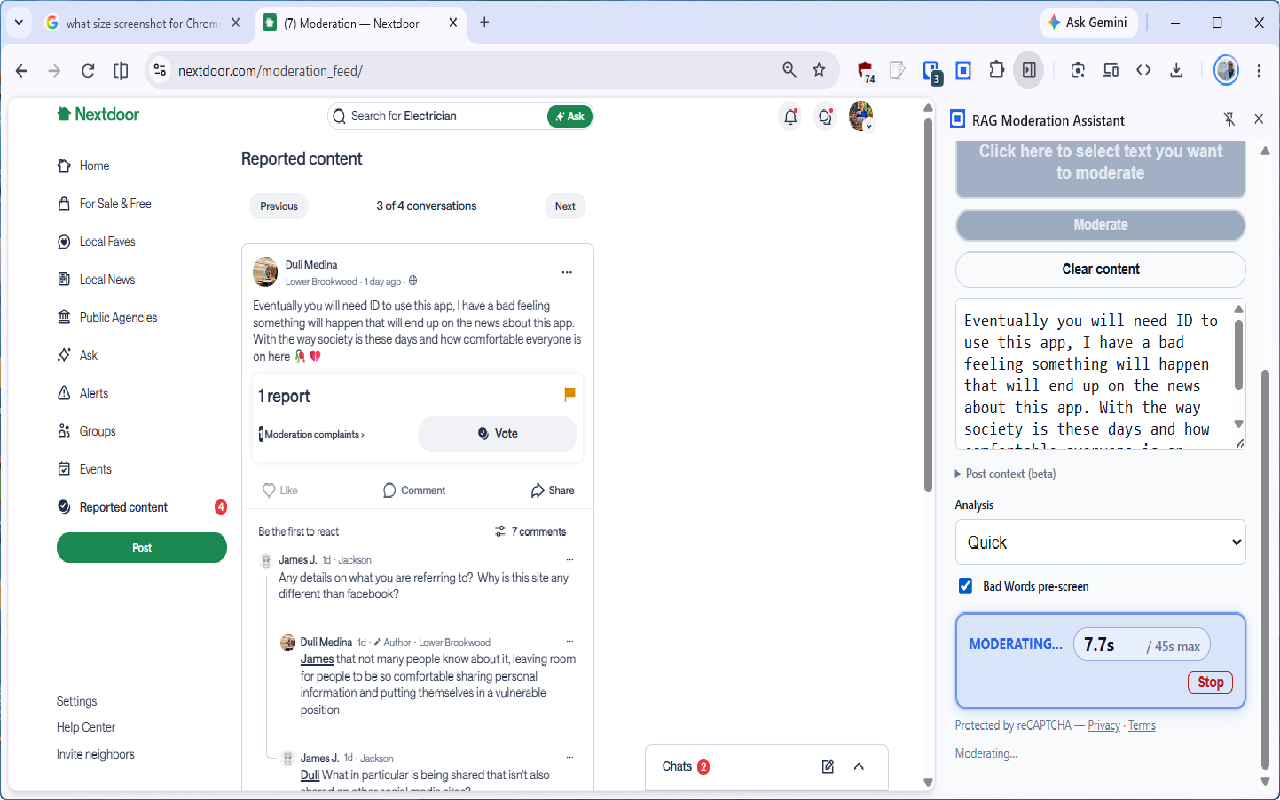 what size screenshot for Chrome
(7) Moderation — Nextdoor
Ask Gemini
nextdoor.com/moderation_feed/
74
3
Nextdoor
Search for Electrician
Ask
Home
For Sale & Free
Local Faves
Local News
Public Agencies
Ask
Alerts
Groups
Events
Reported content
4
Post
Settings
Help Center
Invite neighbors
Reported content
Previous
3 of 4 conversations
Next
Duli Medina
Lower Brookwood · 1 day ago ·
Eventually you will need ID to use this app, I have a bad feeling
something will happen that will end up on the news about this app.
With the way society is these days and how comfortable everyone is
on here 🥀 💔
1 report
1 Moderation complaints ›
Vote
Like
Comment
Share
Be the first to react
7 comments
James J. 1d · Jackson
Any details on what you are referring to? Why is this site any
different than facebook?
Duli Medina 1d · Author · Lower Brookwood
James that not many people know about it, leaving room
for people to be so comfortable sharing personal
information and putting themselves in a vulnerable
position
James J. 1d · Jackson
Duli What in particular is being shared that isn't also
shared on other social media sites?
Chats 2
RAG Moderation Assistant
Click here to select text you want
to moderate
Moderate
Clear content
Eventually you will need ID to
use this app, I have a bad
feeling something will happen
that will end up on the news
about this app. With the way
society is these days and how
comfortable everyone is on
Post context (beta)
Analysis
Quick
Bad Words pre-screen
MODERATING...
7.7s / 45s max
Stop
Protected by reCAPTCHA — Privacy · Terms
Moderating...